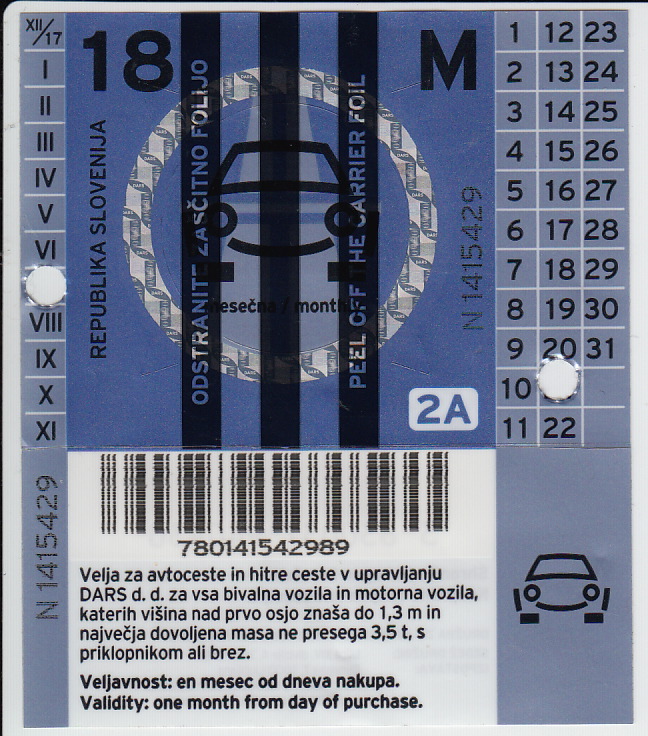 XII/17
I
II
III
IV
V
VI
VIII
IX
X
XI
18 M
REPUBLIKA SLOVENIJA
ODSTRANITE ZAŠČITNO FOLIJO
PEEL OFF THE CARRIER FOIL
mesečna / month
N 1415429
2A
1 12 23
2 13 24
3 14 25
4 15 26
5 16 27
6 17 28
7 18 29
8 19 30
9 20 31
10
11 22
N 1415429
780141542989
Velja za avtoceste in hitre ceste v upravljanju
DARS d. d. za vsa bivalna vozila in motorna vozila,
katerih višina nad prvo osjo znaša do 1,3 m in
največja dovoljena masa ne presega 3,5 t, s
priklopnikom ali brez.
Veljavnost: en mesec od dneva nakupa.
Validity: one month from day of purchase.